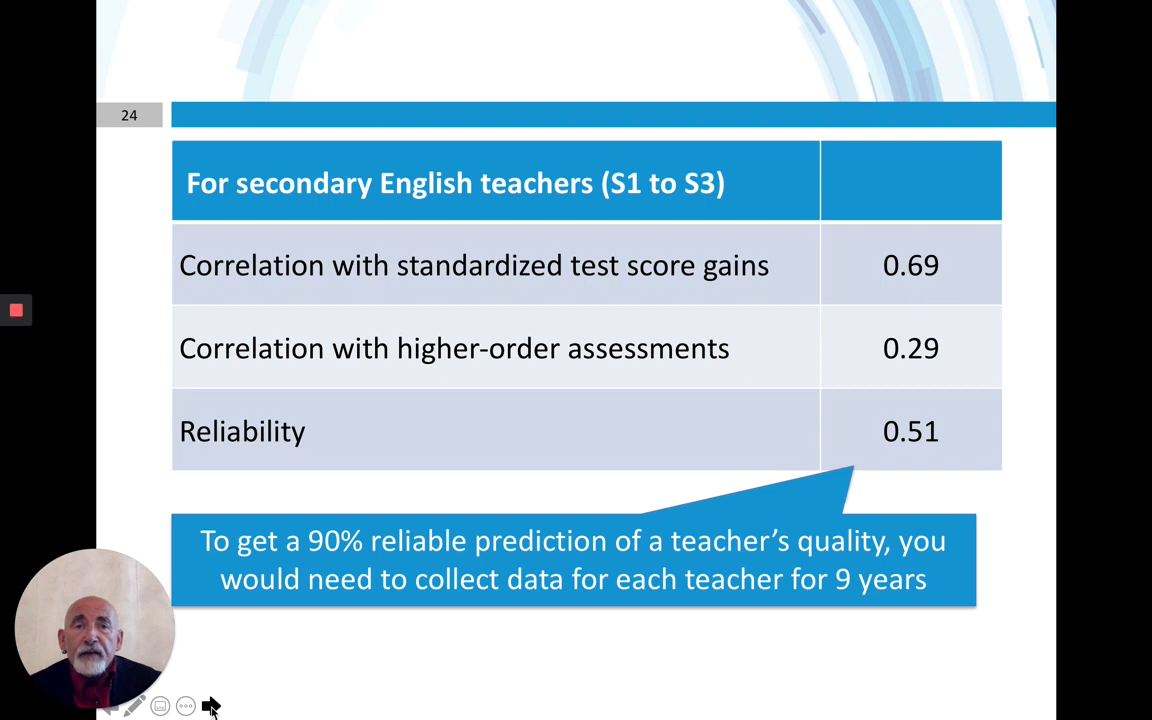 24
For secondary English teachers (S1 to S3)
Correlation with standardized test score gains 0.69
Correlation with higher-order assessments 0.29
Reliability 0.51
To get a 90% reliable prediction of a teacher’s quality, you
would need to collect data for each teacher for 9 years